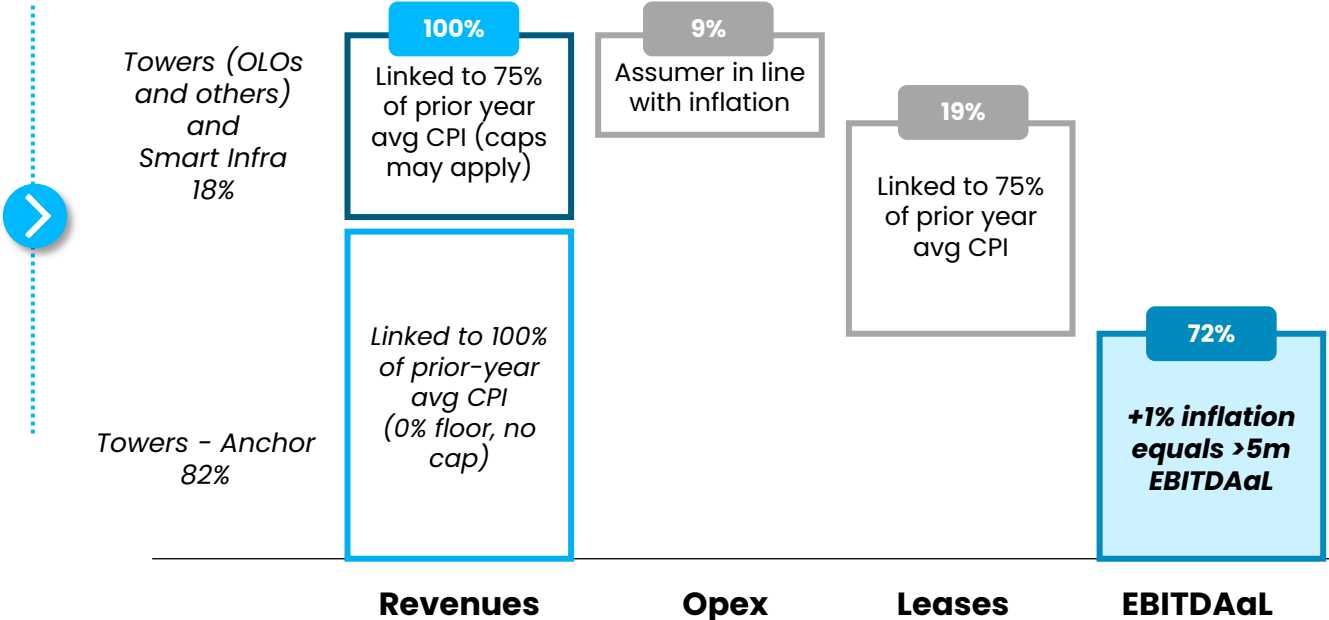 Towers (OLOs
and others)
and
Smart Infra
18%
100%
Linked to 75%
of prior year
avg CPI (caps
may apply)
9%
Assumer in line
with inflation
19%
Linked to 75%
of prior year
avg CPI
Towers - Anchor
82%
Linked to 100%
of prior-year
avg CPI
(0% floor, no
cap)
72%
+1% inflation
equals >5m
EBITDAaL
Revenues
Opex
Leases
EBITDAaL